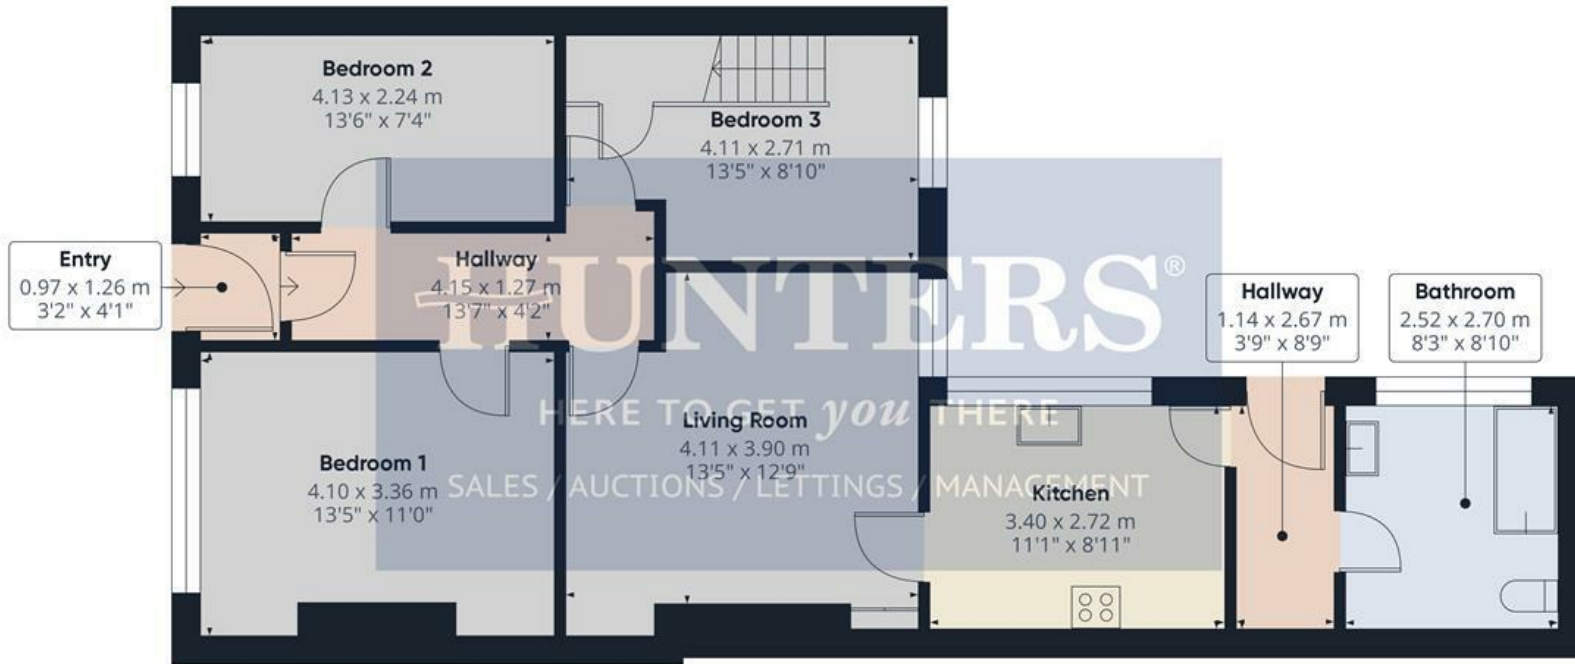 Bedroom 2
4.13 x 2.24 m
13'6" x 7'4"
Bedroom 3
4.11 x 2.71 m
13'5" x 8'10"
Entry
0.97 x 1.26 m
3'2" x 4'1"
Hallway
4.15 x 1.27 m
13'7" x 4'2"
HUNTERS®
HERE TO GET you THERE
SALES / AUCTIONS / LETTINGS / MANAGEMENT
Hallway
1.14 x 2.67 m
3'9" x 8'9"
Bathroom
2.52 x 2.70 m
8'3" x 8'10"
Living Room
4.11 x 3.90 m
13'5" x 12'9"
Bedroom 1
4.10 x 3.36 m
13'5" x 11'0"
Kitchen
3.40 x 2.72 m
11'1" x 8'11"